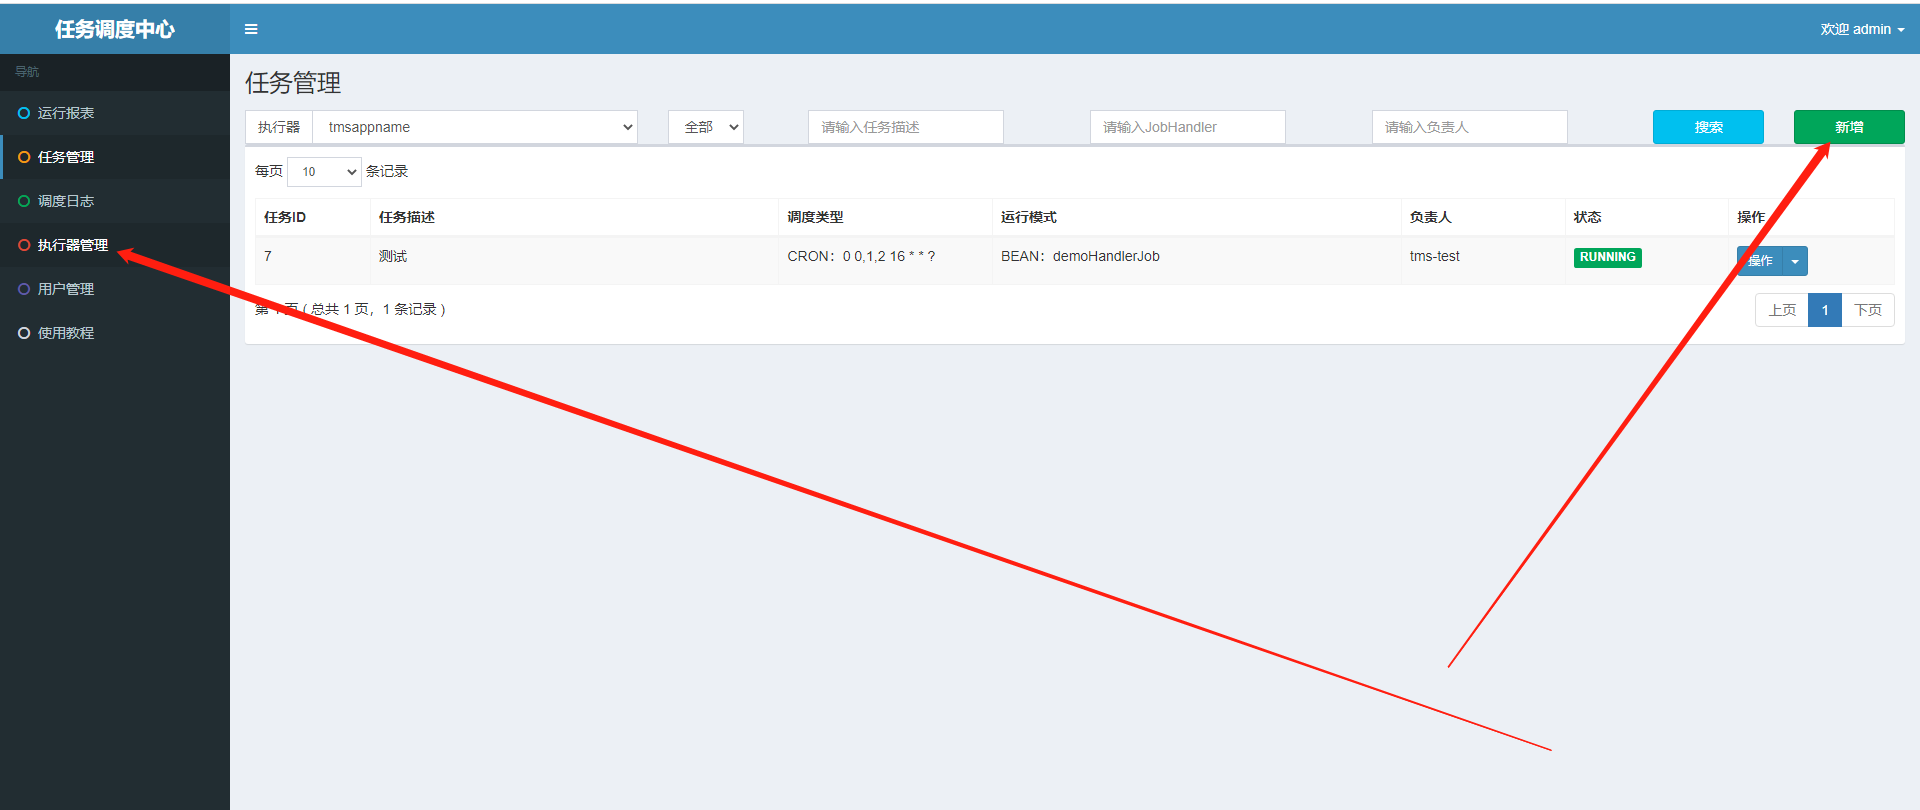 任务调度中心
欢迎 admin
导航
运行报表
任务管理
调度日志
执行器管理
用户管理
使用教程
任务管理
执行器 tmsappname 全部 请输入任务描述 请输入JobHandler 请输入负责人 搜索 新增
每页 10 条记录
任务ID 任务描述 调度类型 运行模式 负责人 状态 操作
7 测试 CRON：0 0,1,2 16 * * ? BEAN：demoHandlerJob tms-test RUNNING 操作
第 1 页 ( 总共 1 页，1 条记录 ) 上页 1 下页